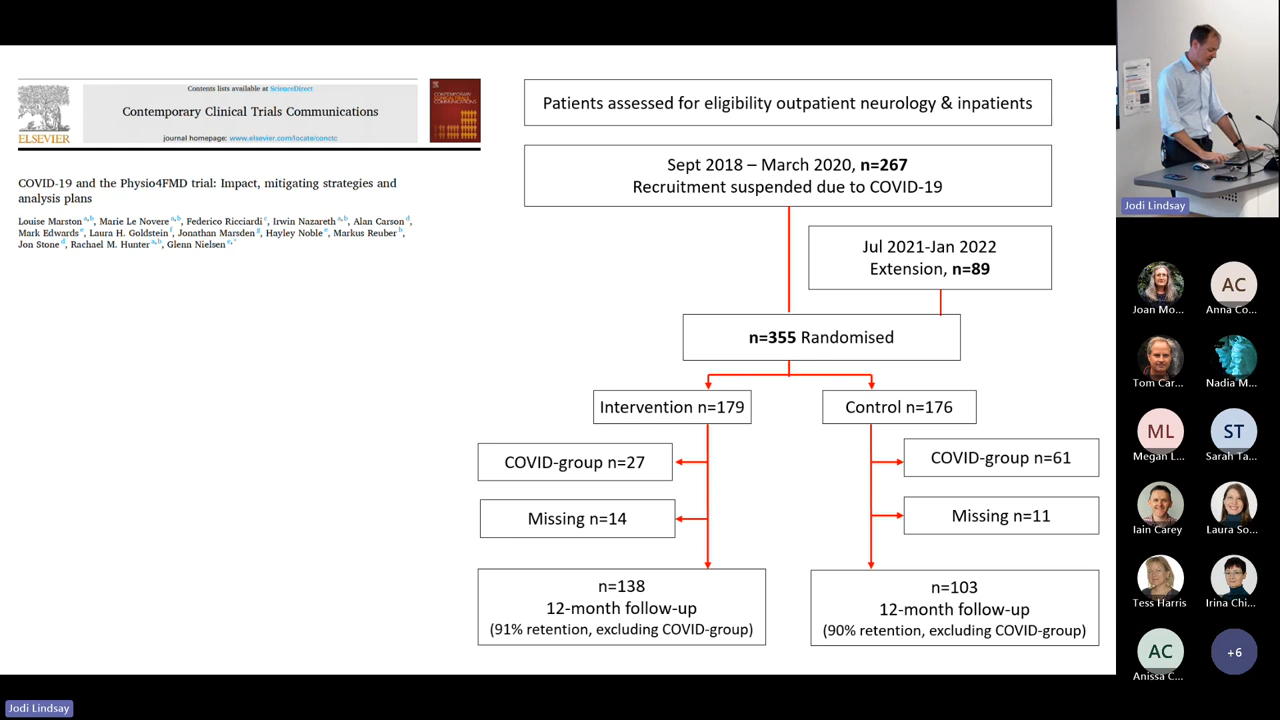 Contents lists available at ScienceDirect
Contemporary Clinical Trials Communications
journal homepage: www.elsevier.com/locate/conctc
ELSEVIER
CONTEMPORARY
CLINICAL TRIALS
COMMUNICATIONS
COVID-19 and the Physio4FMD trial: Impact, mitigating strategies and
analysis plans
Louise Marston a,b, Marie Le Novere a,b, Federico Ricciardi c, Irwin Nazareth a,b, Alan Carson d,
Mark Edwards e, Laura H. Goldstein f, Jonathan Marsden g, Hayley Noble e, Markus Reuber h,
Jon Stone d, Rachael M. Hunter a,b, Glenn Nielsen e,*
Patients assessed for eligibility outpatient neurology & inpatients
Sept 2018 – March 2020, n=267
Recruitment suspended due to COVID-19
Jul 2021-Jan 2022
Extension, n=89
n=355 Randomised
Intervention n=179
Control n=176
COVID-group n=27
COVID-group n=61
Missing n=14
Missing n=11
n=138
12-month follow-up
(91% retention, excluding COVID-group)
n=103
12-month follow-up
(90% retention, excluding COVID-group)
Jodi Lindsay
AC
Joan Mo...
Anna Co...
Tom Car...
Nadia M...
ML
ST
Megan L...
Sarah Ta...
Iain Carey
Laura So...
Tess Harris
Irina Chi...
AC
+6
Anissa C...
Jodi Lindsay